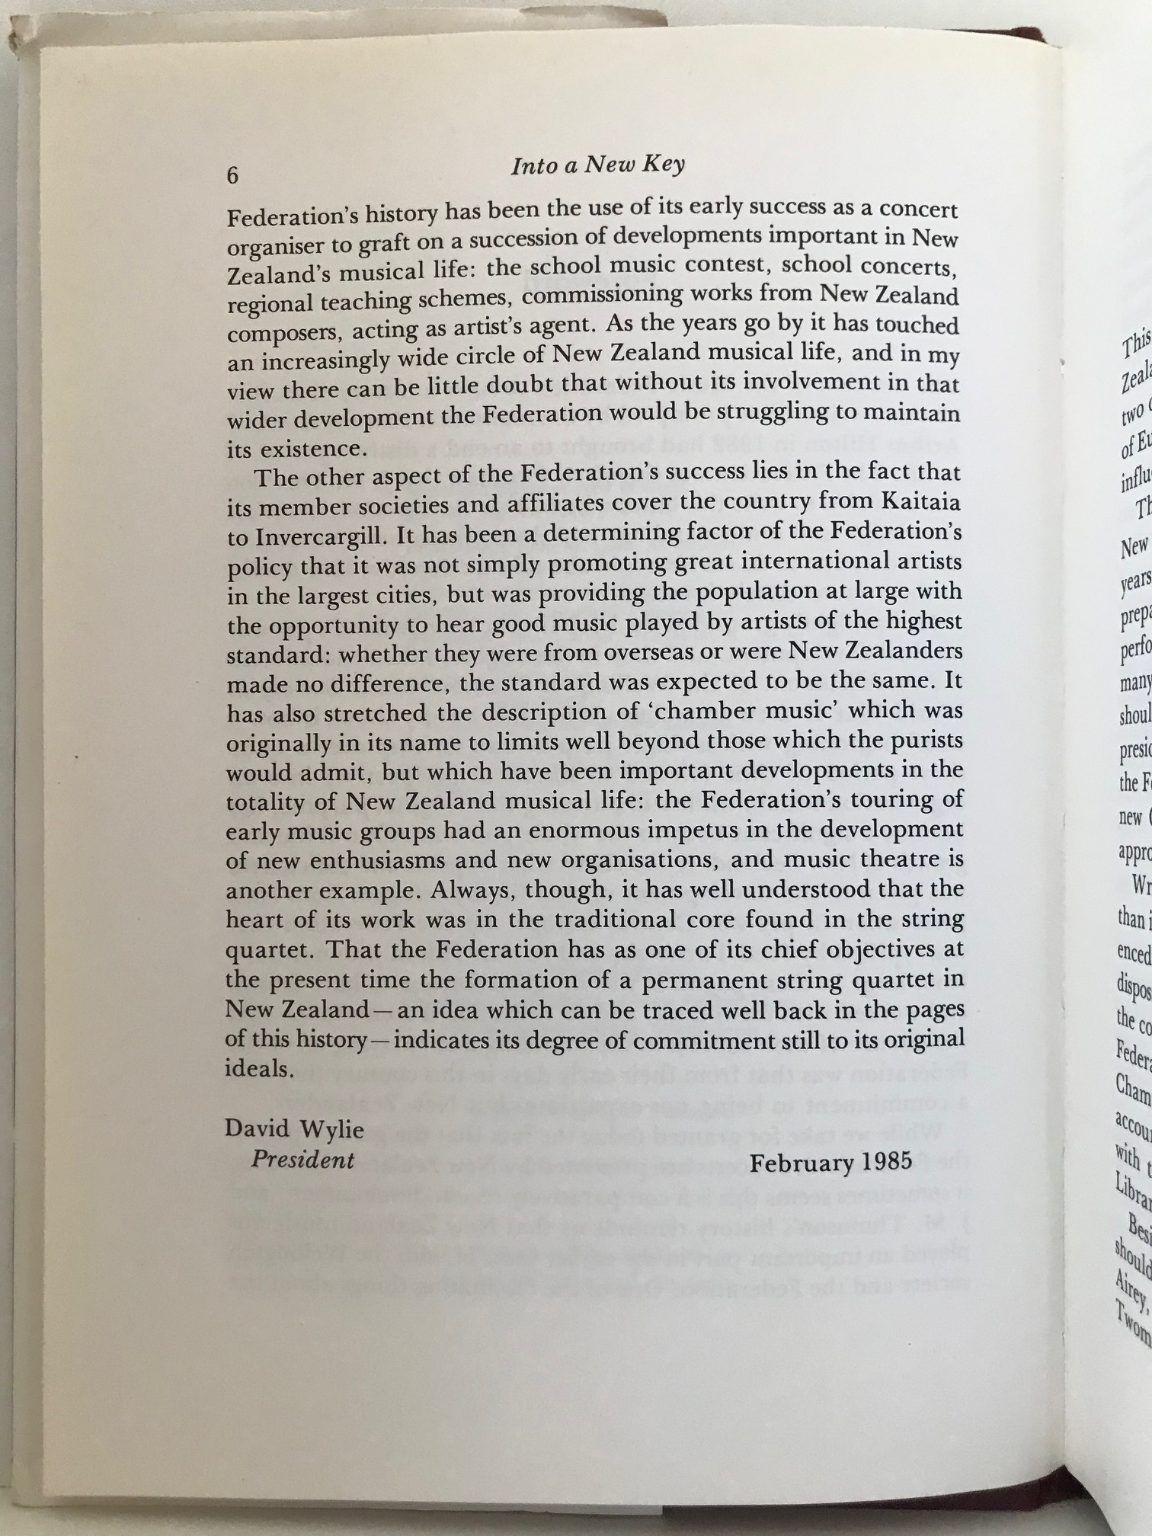 6
Into a New Key
Federation's history has been the use of its early success as a concert
organiser to graft on a succession of developments important in New
Zealand's musical life: the school music contest, school concerts,
regional teaching schemes, commissioning works from New Zealand
composers, acting as artist's agent. As the years go by it has touched
an increasingly wide circle of New Zealand musical life, and in my
view there can be little doubt that without its involvement in that
wider development the Federation would be struggling to maintain
its existence.
The other aspect of the Federation's success lies in the fact that
its member societies and affiliates cover the country from Kaitaia
to Invercargill. It has been a determining factor of the Federation's
policy that it was not simply promoting great international artists
in the largest cities, but was providing the population at large with
the opportunity to hear good music played by artists of the highest
standard: whether they were from overseas or were New Zealanders
made no difference, the standard was expected to be the same. It
has also stretched the description of ‘chamber music’ which was
originally in its name to limits well beyond those which the purists
would admit, but which have been important developments in the
totality of New Zealand musical life: the Federation's touring of
early music groups had an enormous impetus in the development
of new enthusiasms and new organisations, and music theatre is
another example. Always, though, it has well understood that the
heart of its work was in the traditional core found in the string
quartet. That the Federation has as one of its chief objectives at
the present time the formation of a permanent string quartet in
New Zealand—an idea which can be traced well back in the pages
of this history—indicates its degree of commitment still to its original
ideals.
David Wylie
President
February 1985
This
two
of
New
years
many
the
new
than
the
with
Airey,